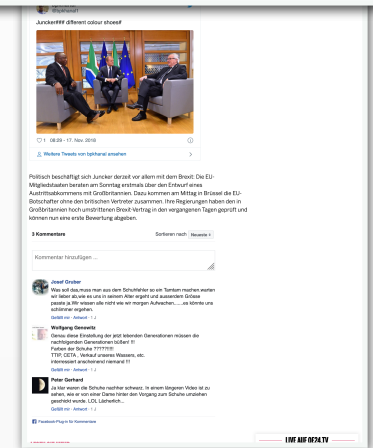 @bpkhanal1
Juncker### different colour shoes#
1 08:29 - 17. Nov. 2018
Weitere Tweets von bpkhanal ansehen
Politisch beschäftigt sich Juncker derzeit vor allem mit dem Brexit: Die EU-
Mitgliedstaaten beraten am Sonntag erstmals über den Entwurf eines
Austrittsabkommens mit Großbritannien. Dazu kommen am Mittag in Brüssel die EU-
Botschafter ohne den britischen Vertreter zusammen. Ihre Regierungen haben den in
Großbritannien hoch umstrittenen Brexit-Vertrag in den vergangenen Tagen geprüft und
können nun eine erste Bewertung abgeben.
3 Kommentare
Sortieren nach Neueste
Kommentar hinzufügen ...
Josef Gruber
Was soll das,muss man aus dem Schuhfehler so ein Tamtam machen.warten
wir lieber ab,wie es uns in seinem Alter ergeht und ausserdem Grösse
passte ja.Wir wissen alle nicht wie wir morgen Aufwachen.......es könnte uns
schlimmer ergehen.
Gefällt mir · Antwort
Wolfgang Genowitz
Genau diese Einstellung der jetzt lebenden Generationen müssen die
nachfolgenden Generationen büßen! !!!
Farben der Schuhe ????!!!!!
TTIP, CETA , Verkauf unseres Wassers, etc.
interressiert anscheinend niemand !!!
Gefällt mir · Antwort
Peter Gerhard
Ja klar waren die Schuhe nachher schwarz. In einem längeren Video ist zu
sehen, wie er von einer Dame hinter den Vorgang zum Schuhe umziehen
geschickt wurde. LOL Lächerlich...
Gefällt mir · Antwort
Facebook-Plug-in für Kommentare
LIVE AUF OE24.TV